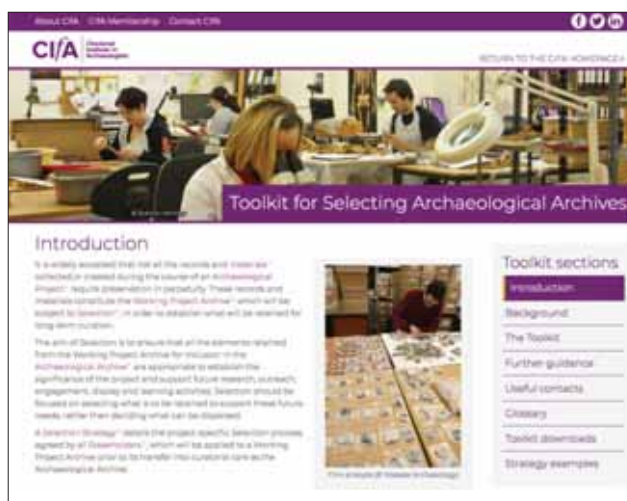 About CIfA CIfA Membership Contact CIfA
CIfA Chartered
Institute for
Archaeologists
RETURN TO THE CIFA HOMEPAGE
Toolkit for Selecting Archaeological Archives
Introduction
It is widely accepted that not all the records and materials
collected or created during the course of an Archaeological
Project require preservation in perpetuity. These records and
materials constitute the Working Project Archive which will be
subject to Selection, in order to establish what will be retained for
long-term curation.
The aim of Selection is to ensure that all the elements retained
from the Working Project Archive for inclusion in the
Archaeological Archive are appropriate to establish the
significance of the project and support future research, outreach,
engagement, display and learning activities. Selection should be
focused on selecting what is to be retained to support these future
needs rather than deciding what can be dispersed.
A Selection Strategy details the project specific Selection process,
agreed by all Stakeholders, which will be applied to a Working
Project Archive prior to its transfer into curatorial care as the
Archaeological Archive.
Toolkit sections
Introduction
Background
The Toolkit
Further guidance
Useful contacts
Glossary
Toolkit downloads
Strategy examples